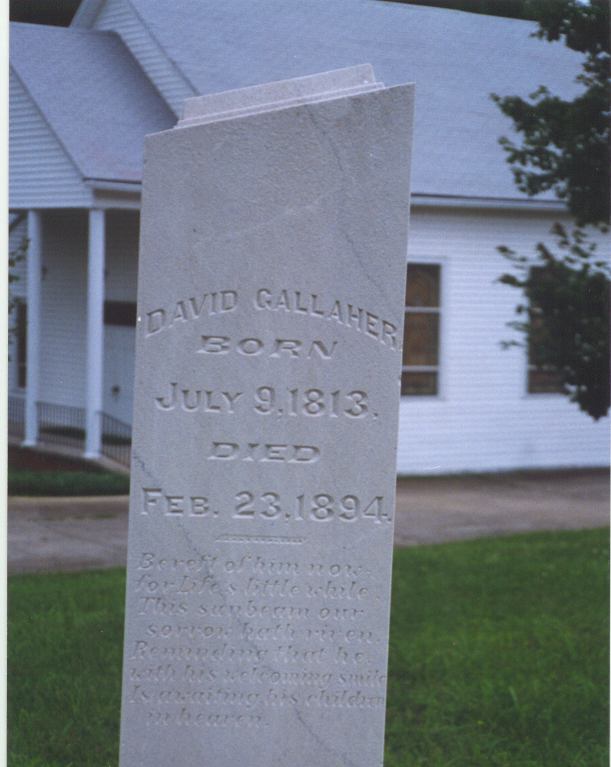 DAVID GALLAHER.
BORN
JULY 9, 1813.
DIED
FEB. 23, 1894.
Bereft of him now,
for Life's little while
This sunbeam our
sorrow hath riven.
Reminding that he
with his welcoming smile
Is awaiting his children
in heaven.